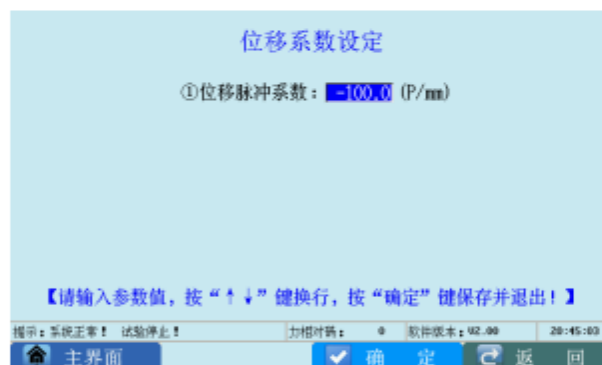 位移系数设定
①位移脉冲系数： -100.0 (P/mm)
【请输入参数值，按“↑↓”键换行，按“确定”键保存并退出！】
提示：系统正常！ 试验停止！ 力相对码： 0 软件版本：V2.00 20:45:03
主界面 确 定 返 回